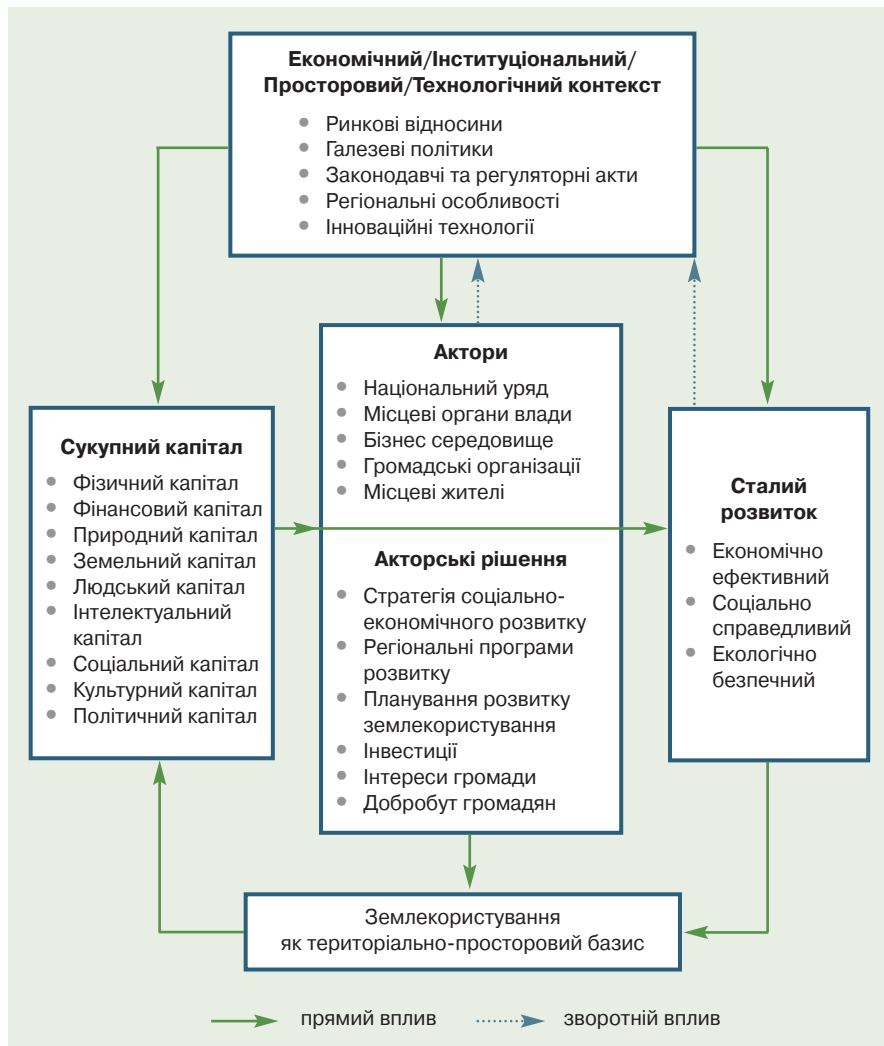 Економічний/Інституціональний/
Просторовий/Технологічний контекст
• Ринкові відносини
• Галезеві політики
• Законодавчі та регуляторні акти
• Регіональні особливості
• Інноваційні технології
Актори
• Національний уряд
• Місцеві органи влади
• Бізнес середовище
• Громадські організації
• Місцеві жителі
Сукупний капітал
• Фізичний капітал
• Фінансовий капітал
• Природний капітал
• Земельний капітал
• Людський капітал
• Інтелектуальний
капітал
• Соціальний капітал
• Культурний капітал
• Політичний капітал
Акторські рішення
• Стратегія соціально-
економічного розвитку
• Регіональні програми
розвитку
• Планування розвитку
землекористування
• Інвестиції
• Інтереси громади
• Добробут громадян
Сталий
розвиток
• Економічно
ефективний
• Соціально
справедливий
• Екологічно
безпечний
Землекористування
як територіально-просторовий базис
прямий вплив
зворотній вплив